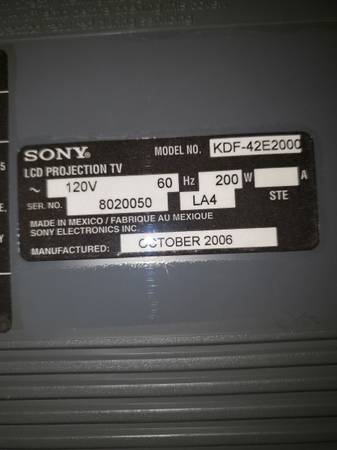 SONY®
MODEL NO. KDF-42E2000
LCD PROJECTION TV
~ 120V 60 Hz 200 W A
SER. NO. 8020050 LA4 STE
MADE IN MEXICO / FABRIQUE AU MEXIQUE
SONY ELECTRONICS INC.
MANUFACTURED: OCTOBER 2006